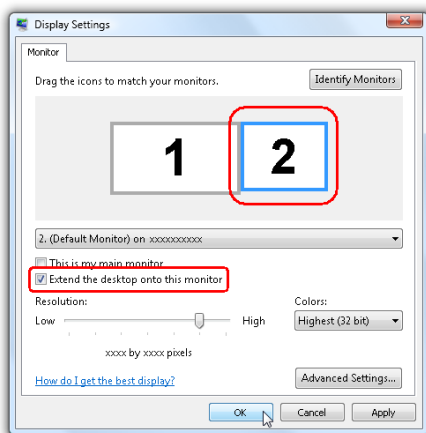 Display Settings
Monitor
Drag the icons to match your monitors.
Identify Monitors
1
2
2. (Default Monitor) on xxxxxxxxxx
This is my main monitor
Extend the desktop onto this monitor
Resolution:
Colors:
Low
High
Highest (32 bit)
xxxx by xxxx pixels
How do I get the best display?
Advanced Settings...
OK
Cancel
Apply